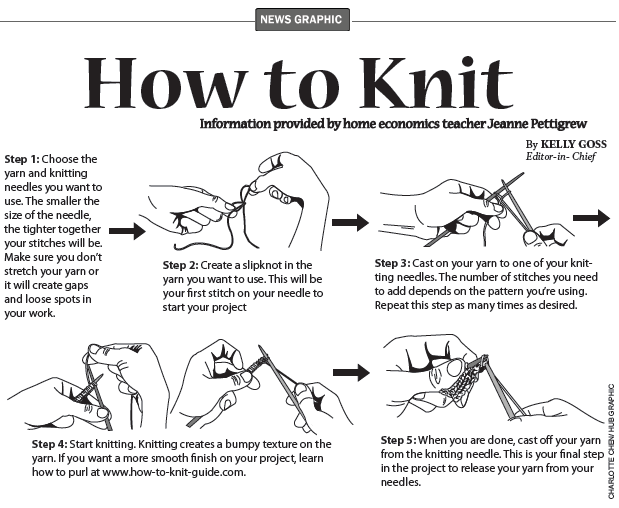 NEWS GRAPHIC
How to Knit
Information provided by home economics teacher Jeanne Pettigrew
By KELLY GOSS
Editor-in- Chief
Step 1: Choose the
yarn and knitting
needles you want to
use. The smaller the
size of the needle,
the tighter together
your stitches will be.
Make sure you don't
stretch your yarn or
it will create gaps
and loose spots in
your work.
Step 2: Create a slipknot in the
yarn you want to use. This will be
your first stitch on your needle to
start your project
Step 3: Cast on your yarn to one of your knit-
ting needles. The number of stitches you need
to add depends on the pattern you're using.
Repeat this step as many times as desired.
Step 4: Start knitting. Knitting creates a bumpy texture on the
yarn. If you want a more smooth finish on your project, learn
how to purl at www.how-to-knit-guide.com.
Step 5: When you are done, cast off your yarn
from the knitting needle. This is your final step
in the project to release your yarn from your
needles.
CHARLOTTE CHEN/ HUB GRAPHIC